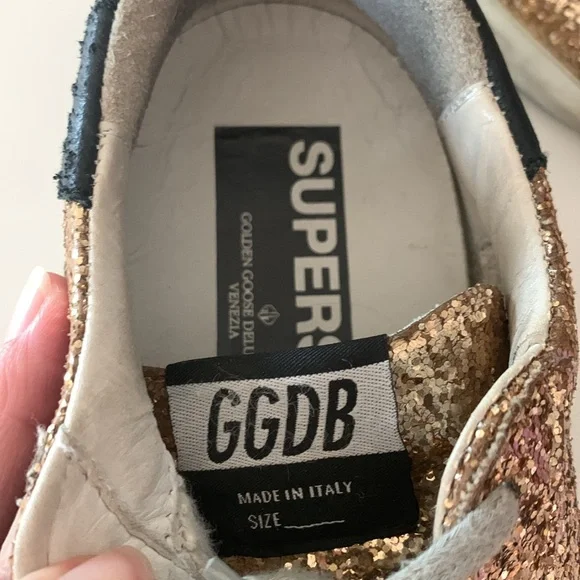 SUPERS
GOLDEN GOOSE DELU
VENEZIA
GGDB
MADE IN ITALY
SIZE